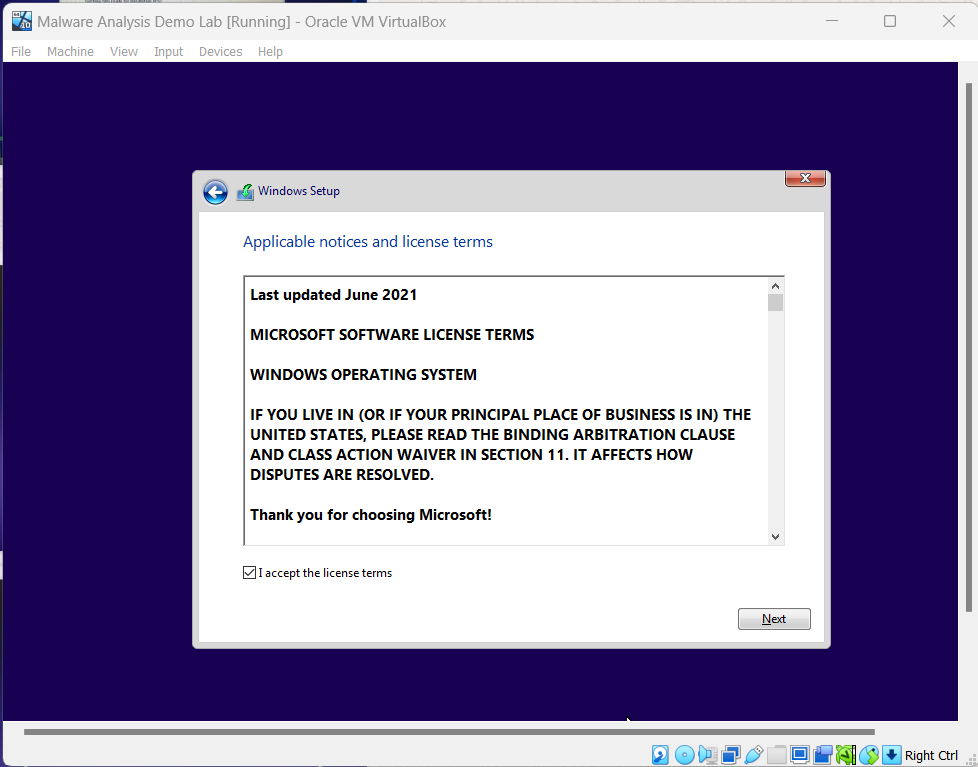 Malware Analysis Demo Lab [Running] - Oracle VM VirtualBox
File Machine View Input Devices Help
Windows Setup
Applicable notices and license terms
Last updated June 2021
MICROSOFT SOFTWARE LICENSE TERMS
WINDOWS OPERATING SYSTEM
IF YOU LIVE IN (OR IF YOUR PRINCIPAL PLACE OF BUSINESS IS IN) THE
UNITED STATES, PLEASE READ THE BINDING ARBITRATION CLAUSE
AND CLASS ACTION WAIVER IN SECTION 11. IT AFFECTS HOW
DISPUTES ARE RESOLVED.
Thank you for choosing Microsoft!
I accept the license terms
Next
Right Ctrl